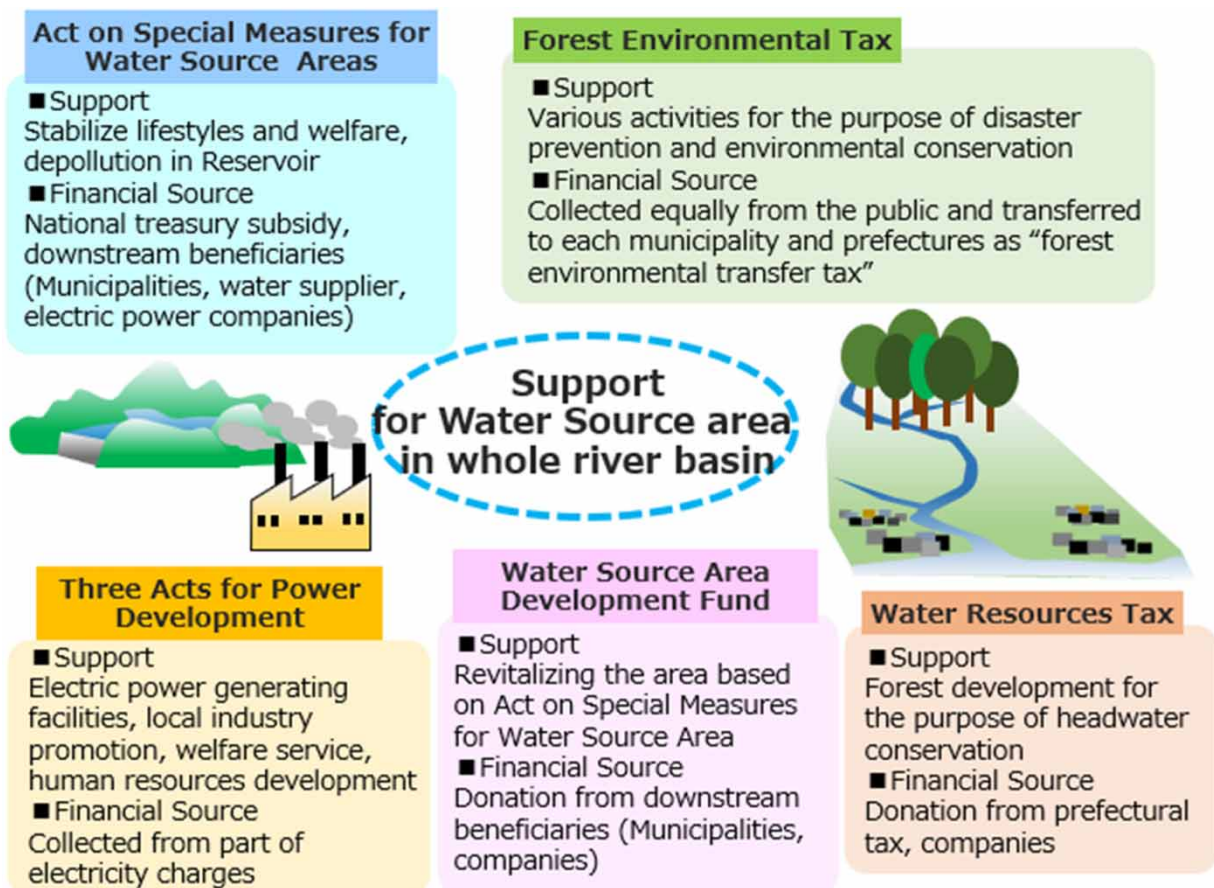 Act on Special Measures for
Water Source Areas
■Support
Stabilize lifestyles and welfare,
depollution in Reservoir
■Financial Source
National treasury subsidy,
downstream beneficiaries
(Municipalities, water supplier,
electric power companies)
Forest Environmental Tax
■Support
Various activities for the purpose of disaster
prevention and environmental conservation
■Financial Source
Collected equally from the public and transferred
to each municipality and prefectures as “forest
environmental transfer tax”
Support
for Water Source area
in whole river basin
Three Acts for Power
Development
■Support
Electric power generating
facilities, local industry
promotion, welfare service,
human resources development
■Financial Source
Collected from part of
electricity charges
Water Source Area
Development Fund
■Support
Revitalizing the area based
on Act on Special Measures
for Water Source Area
■Financial Source
Donation from downstream
beneficiaries (Municipalities,
companies)
Water Resources Tax
■Support
Forest development for
the purpose of headwater
conservation
■Financial Source
Donation from prefectural
tax, companies